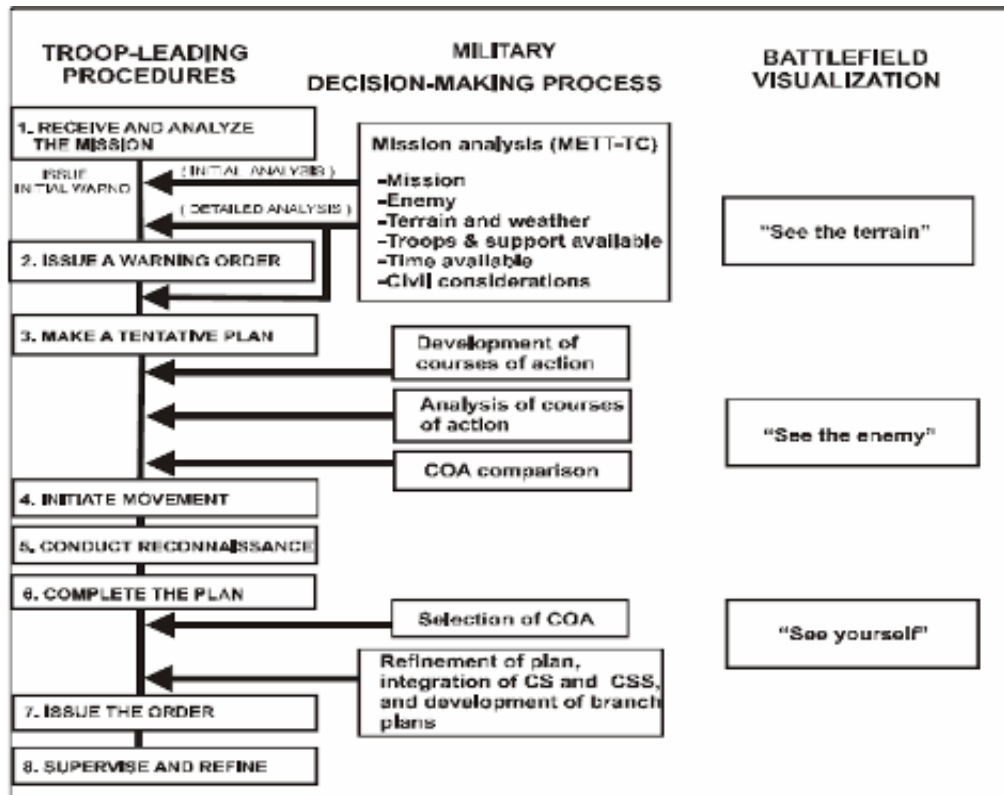 TROOP-LEADING
PROCEDURES
MILITARY
DECISION-MAKING PROCESS
BATTLEFIELD
VISUALIZATION
1. RECEIVE AND ANALYZE
THE MISSION
ISSUE
INITIAL WARNO
( INITIAL ANALYSIS )
( DETAILED ANALYSIS )
2. ISSUE A WARNING ORDER
3. MAKE A TENTATIVE PLAN
4. INITIATE MOVEMENT
5. CONDUCT RECONNAISSANCE
6. COMPLETE THE PLAN
7. ISSUE THE ORDER
8. SUPERVISE AND REFINE
Mission analysis (METT-TC)
-Mission
-Enemy
-Terrain and weather
-Troops & support available
-Time available
-Civil considerations
Development of
courses of action
Analysis of courses
of action
COA comparison
Selection of COA
Refinement of plan,
integration of CS and CSS,
and development of branch
plans
“See the terrain”
“See the enemy”
“See yourself”